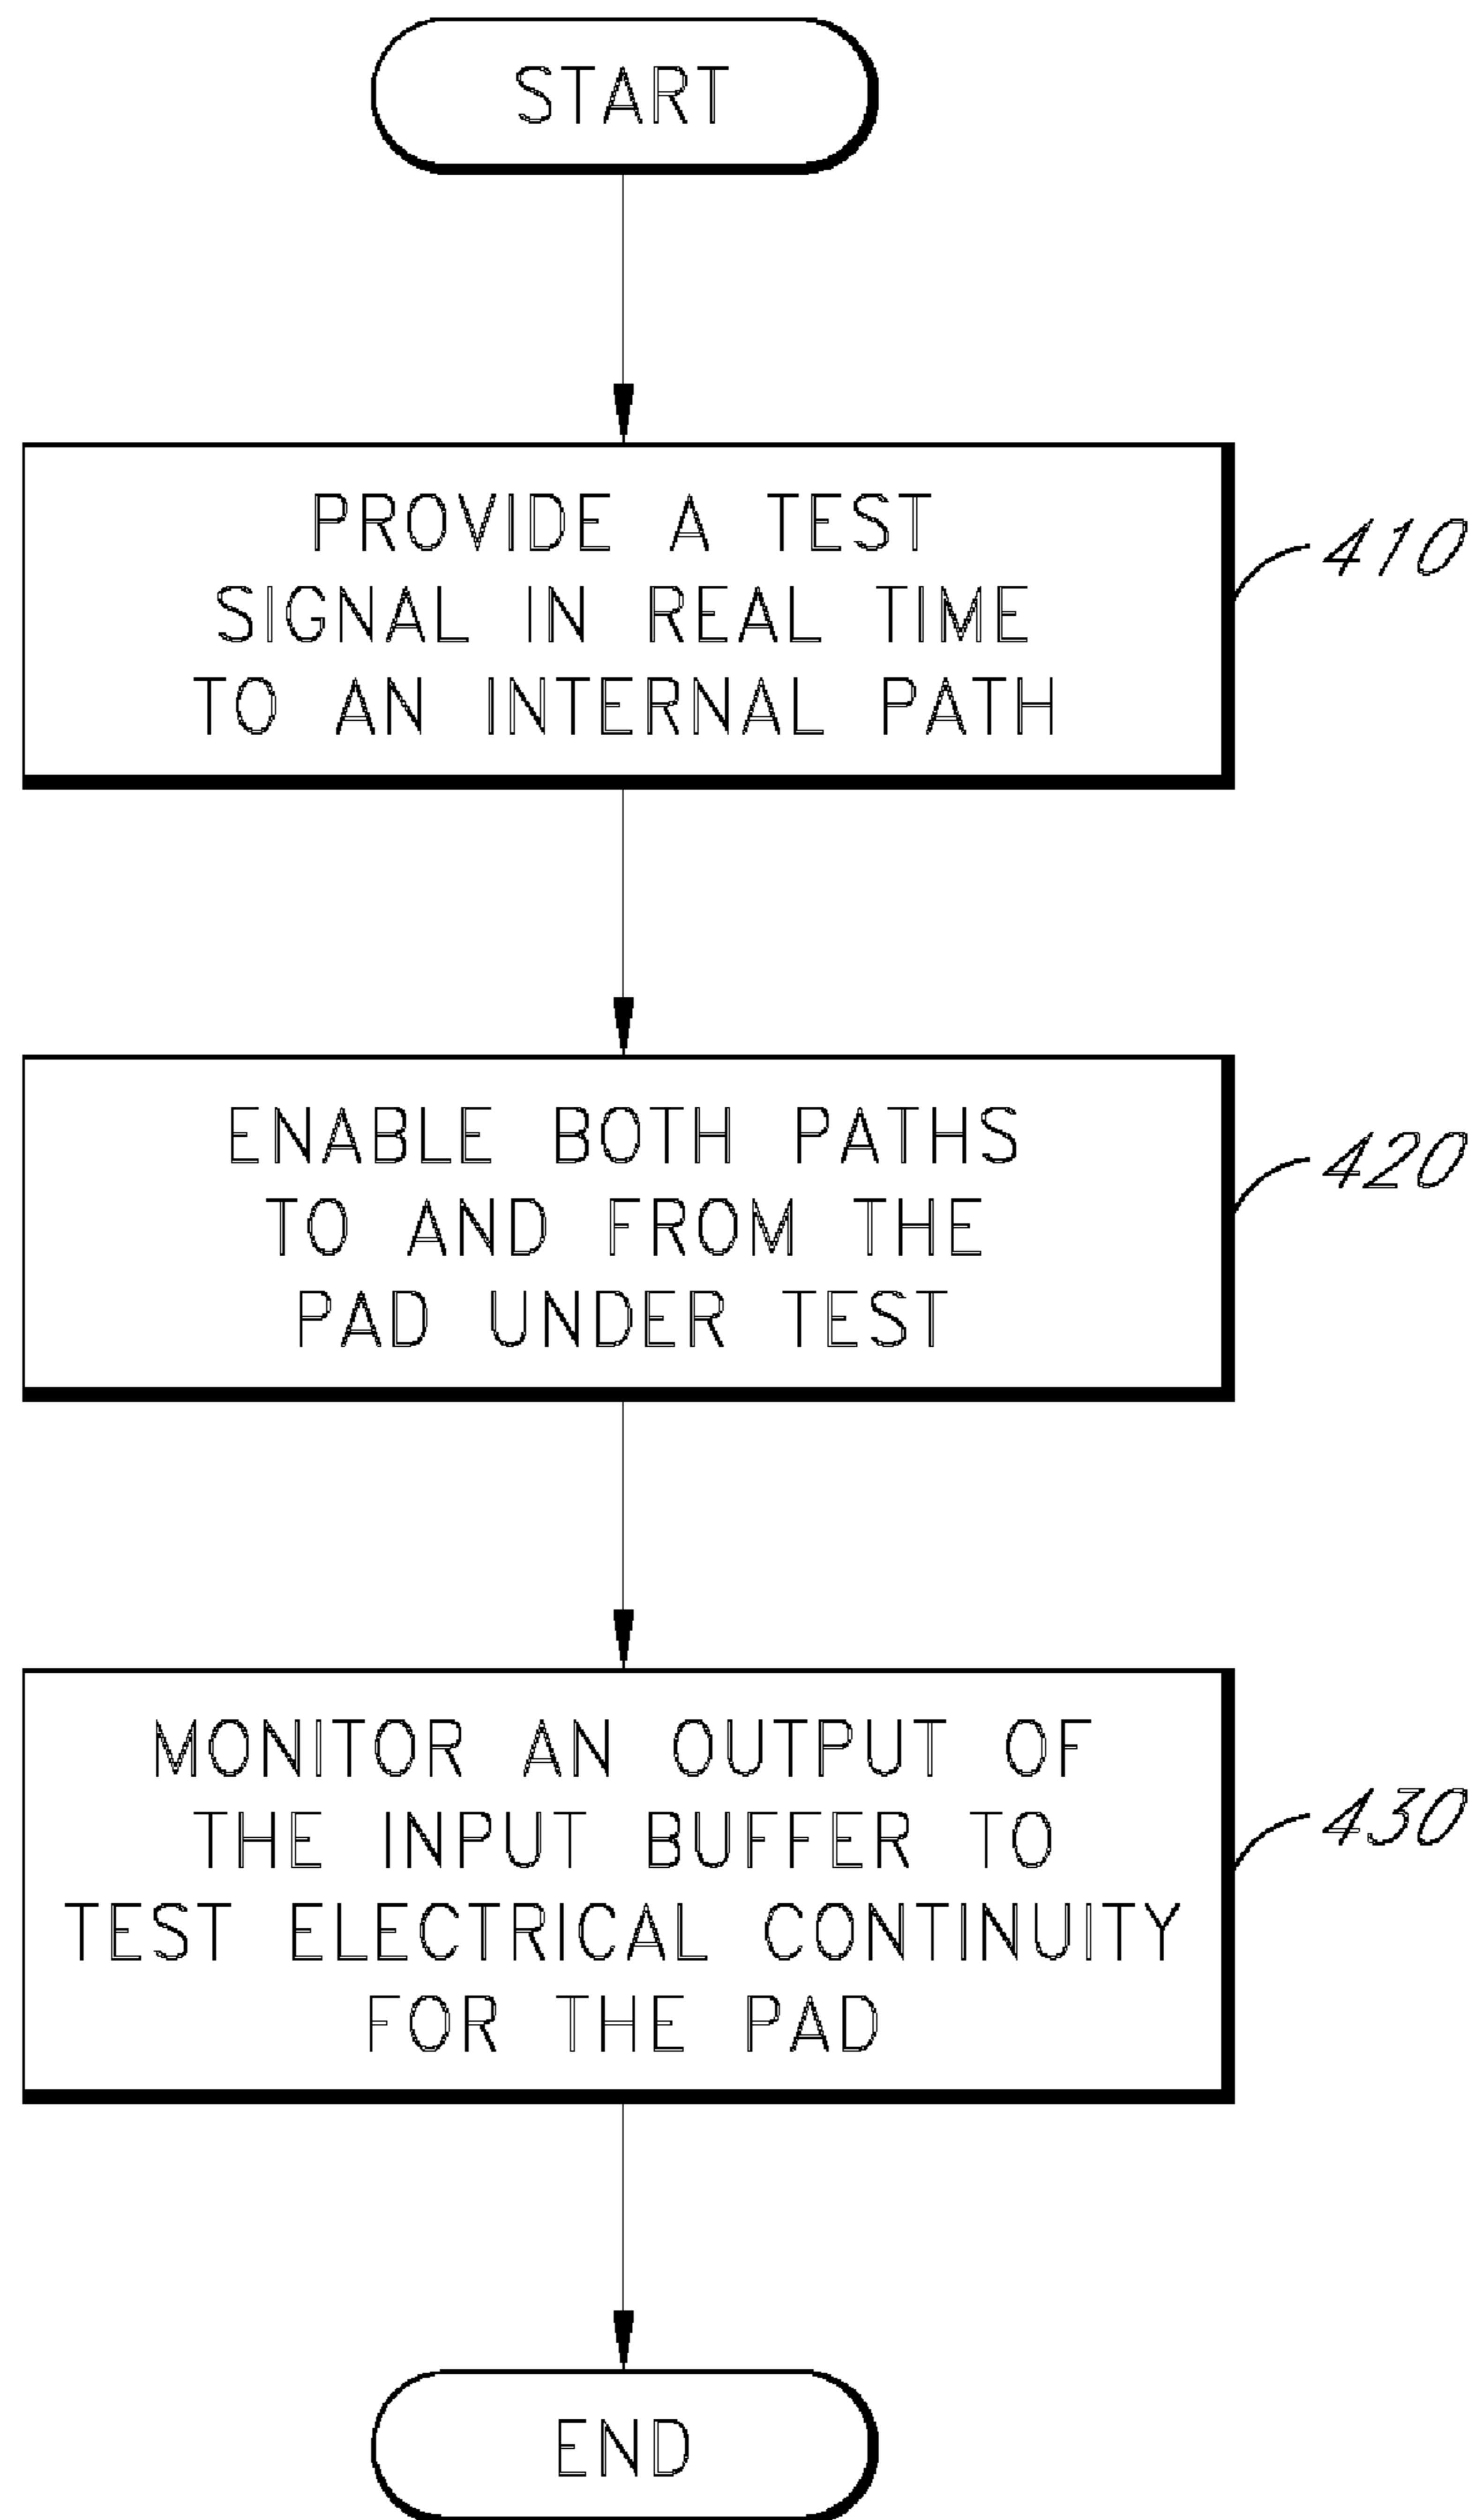 START
PROVIDE A TEST
SIGNAL IN REAL TIME
TO AN INTERNAL PATH
410
ENABLE BOTH PATHS
TO AND FROM THE
PAD UNDER TEST
420
MONITOR AN OUTPUT OF
THE INPUT BUFFER TO
TEST ELECTRICAL CONTINUITY
FOR THE PAD
430
END